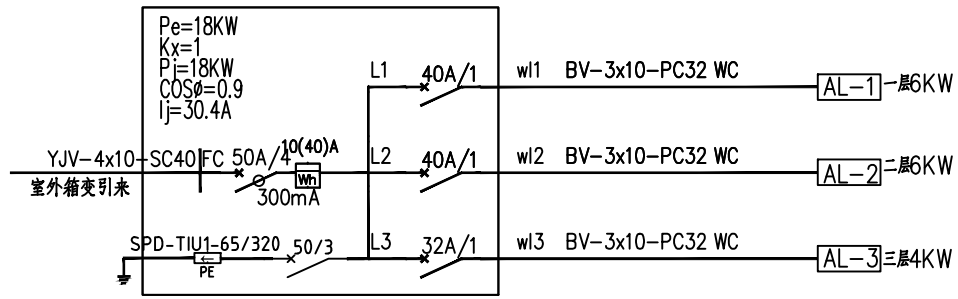 Pe=18KW
Kx=1
Pj=18KW
COSø=0.9
Ij=30.4A
L1 40A/1 wl1 BV-3x10-PC32 WC AL-1 一层6KW
YJV-4x10-SC40 FC 50A/4 10(40)A L2 40A/1 wl2 BV-3x10-PC32 WC AL-2 二层6KW
室外箱变引来 300mA Wh
SPD-TIU1-65/320 50/3 L3 32A/1 wl3 BV-3x10-PC32 WC AL-3 三层4KW
PE